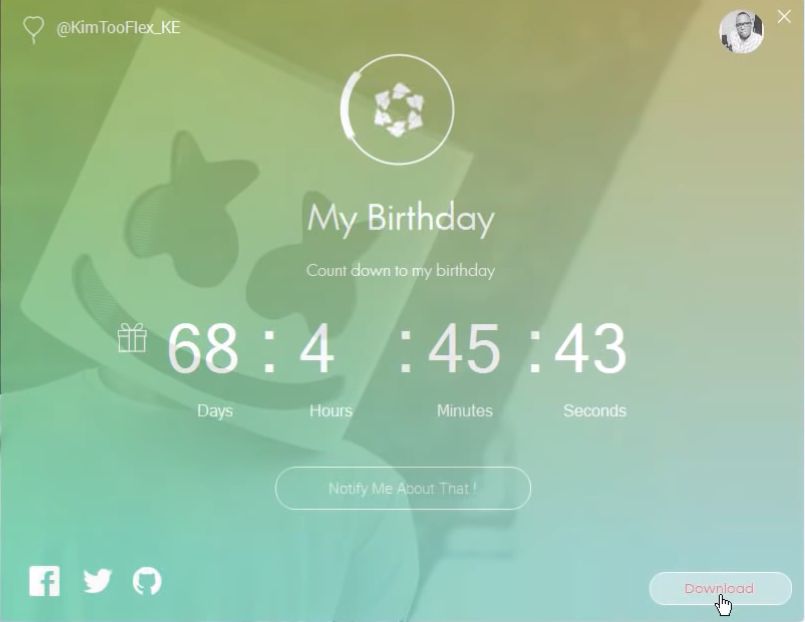 @KimTooFlex_KE
My Birthday
Count down to my birthday
68 : 4 : 45 : 43
Days Hours Minutes Seconds
Notify Me About That !
Download